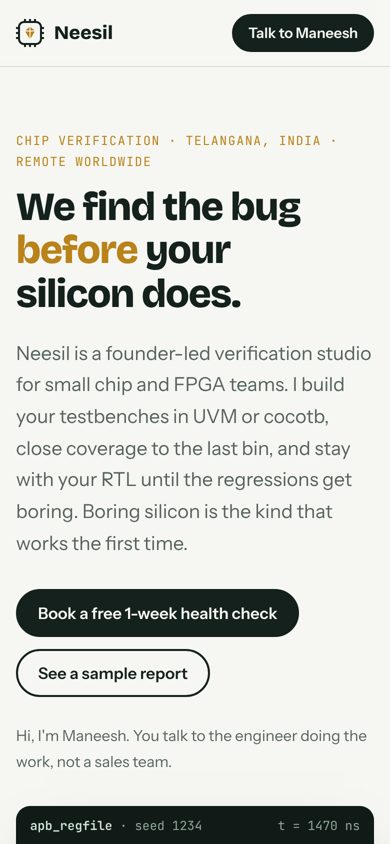 Neesil
Talk to Maneesh
CHIP VERIFICATION · TELANGANA, INDIA ·
REMOTE WORLDWIDE
We find the bug
before your
silicon does.
Neesil is a founder-led verification studio
for small chip and FPGA teams. I build
your testbenches in UVM or cocotb,
close coverage to the last bin, and stay
with your RTL until the regressions get
boring. Boring silicon is the kind that
works the first time.
Book a free 1-week health check
See a sample report
Hi, I'm Maneesh. You talk to the engineer doing the
work, not a sales team.
apb_regfile · seed 1234 t = 1470 ns